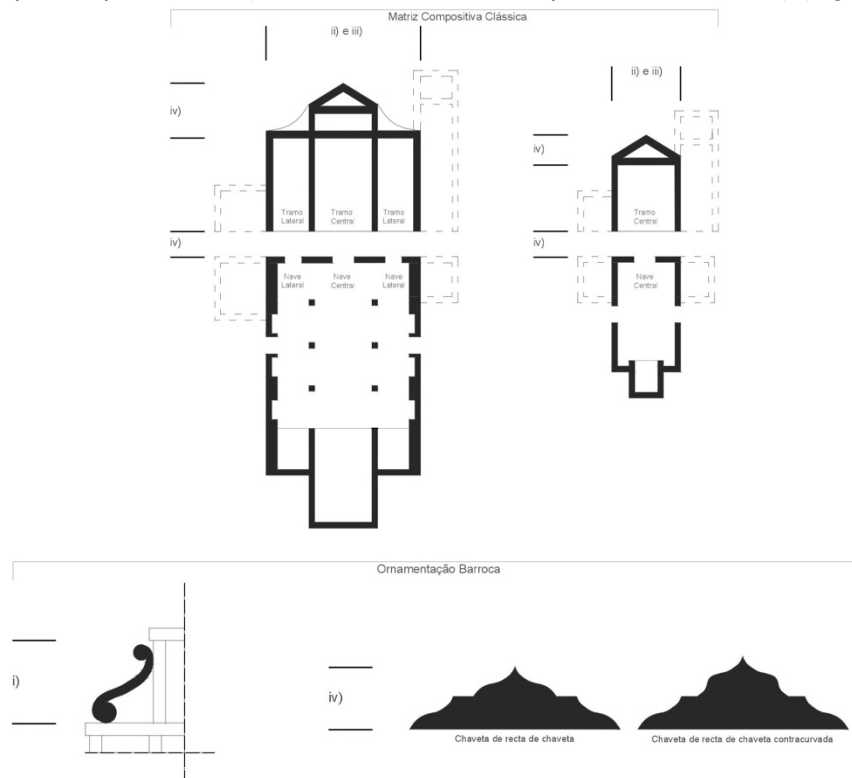 Matriz Compositiva Clássica
ii) e iii)
ii) e iii)
iv)
iv)
Tramo Lateral
Tramo Central
Tramo Lateral
Tramo Central
iv)
iv)
Nave Lateral
Nave Central
Nave Lateral
Nave Central
Ornamentação Barroca
i)
iv)
Chaveta de recta de chaveta
Chaveta de recta de chaveta contracurvada